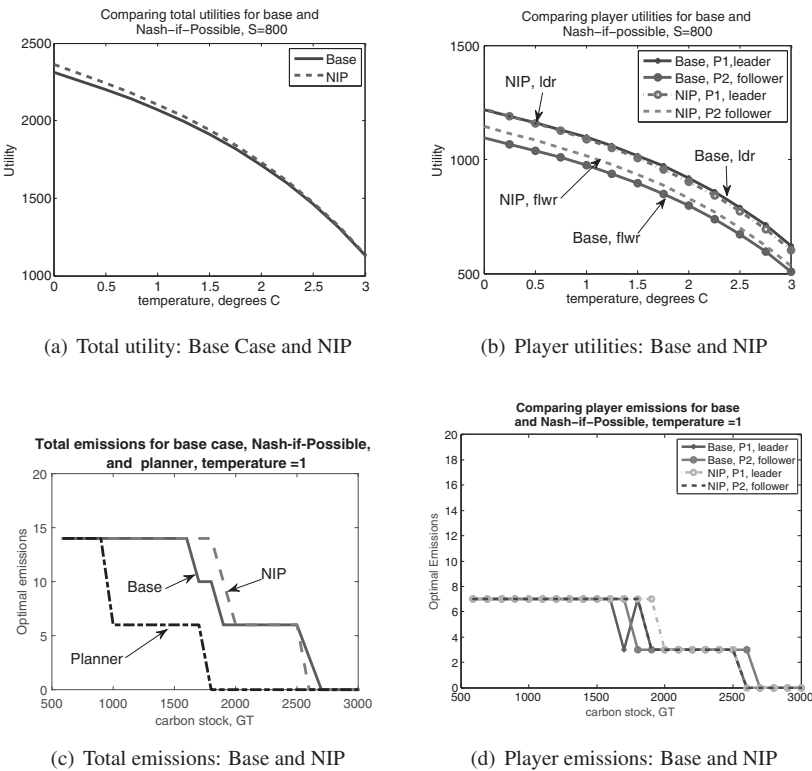 Comparing total utilities for base and
Nash−if−Possible, S=800
2500
2000
1500
1000
Utility
Base
NIP
0 0.5 1 1.5 2 2.5 3
temperature, degrees C
(a) Total utility: Base Case and NIP
Comparing player utilities for base and
Nash−if−possible, S=800
1500
1000
500
Utility
Base, P1,leader
Base, P2, follower
NIP, P1, leader
NIP, P2 follower
NIP, ldr
Base, ldr
NIP, flwr
Base, flwr
0 0.5 1 1.5 2 2.5 3
temperature, degrees C
(b) Player utilities: Base and NIP
Total emissions for base case, Nash-if-Possible,
and planner, temperature =1
20
15
10
5
0
Optimal Emissions
Base
NIP
Planner
500 1000 1500 2000 2500 3000
carbon stock, GT
(c) Total emissions: Base and NIP
Comparing player emissions for base
and Nash−if−Possible, temperature =1
20
18
16
14
12
10
8
6
4
2
0
Optimal Emissions
Base, P1, leader
Base, P2, follower
NIP, P1, leader
NIP, P2, follower
500 1000 1500 2000 2500 3000
carbon stock, GT
(d) Player emissions: Base and NIP